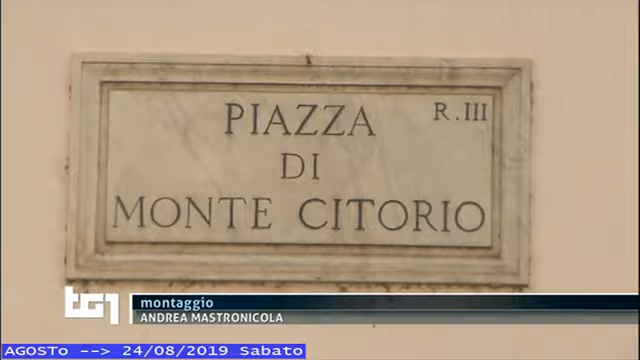 PIAZZA R.III
DI
MONTE CITORIO
TG1
montaggio
ANDREA MASTRONICOLA
AGOSTo --> 24/08/2019 Sabato